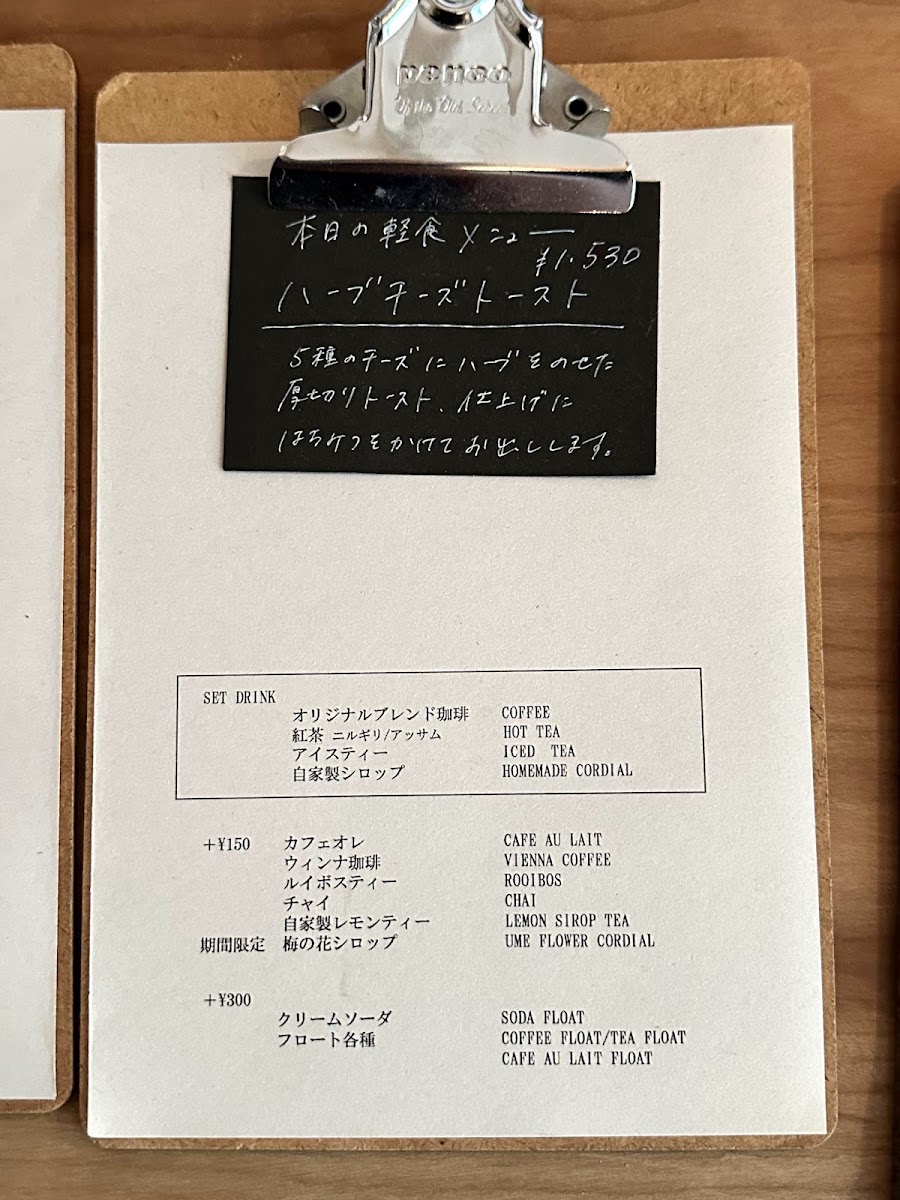 penco
本日の軽食メニュー
¥1,530
ハーブチーズトースト
5種のチーズにハーブをのせた
厚切りトースト、仕上げに
はちみつをかけてお出しします。
SET DRINK
オリジナルブレンド珈琲 COFFEE
紅茶 ニルギリ/アッサム HOT TEA
アイスティー ICED TEA
自家製シロップ HOMEMADE CORDIAL
+¥150 カフェオレ CAFE AU LAIT
ウィンナ珈琲 VIENNA COFFEE
ルイボスティー ROOIBOS
チャイ CHAI
自家製レモンティー LEMON SIROP TEA
期間限定 梅の花シロップ UME FLOWER CORDIAL
+¥300
クリームソーダ SODA FLOAT
フロート各種 COFFEE FLOAT/TEA FLOAT
CAFE AU LAIT FLOAT